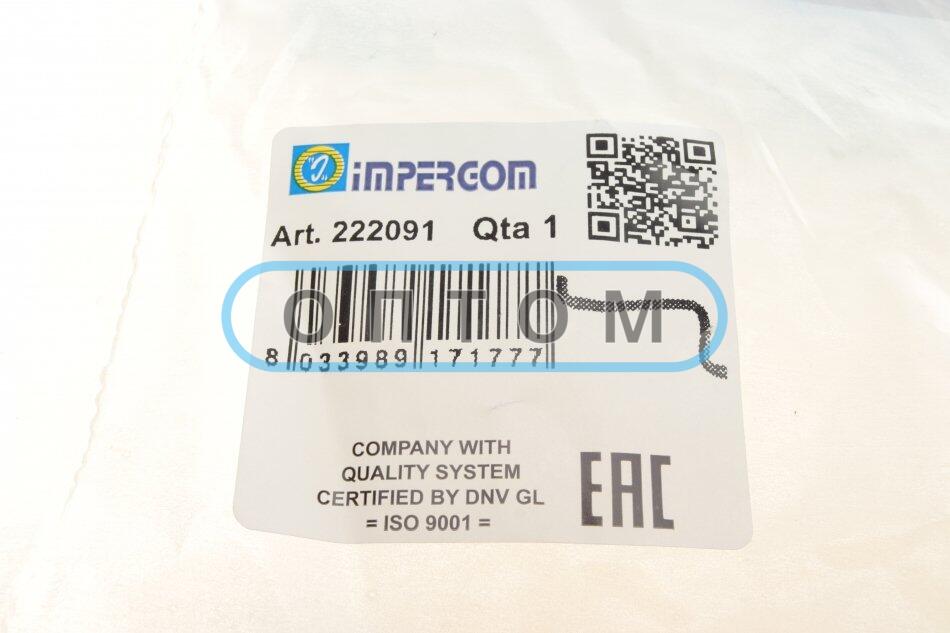 iMPERGOM
Art. 222091 Qta 1
ОПТОМ
8 033989 171777
COMPANY WITH
QUALITY SYSTEM
CERTIFIED BY DNV GL
= ISO 9001 =
EAC